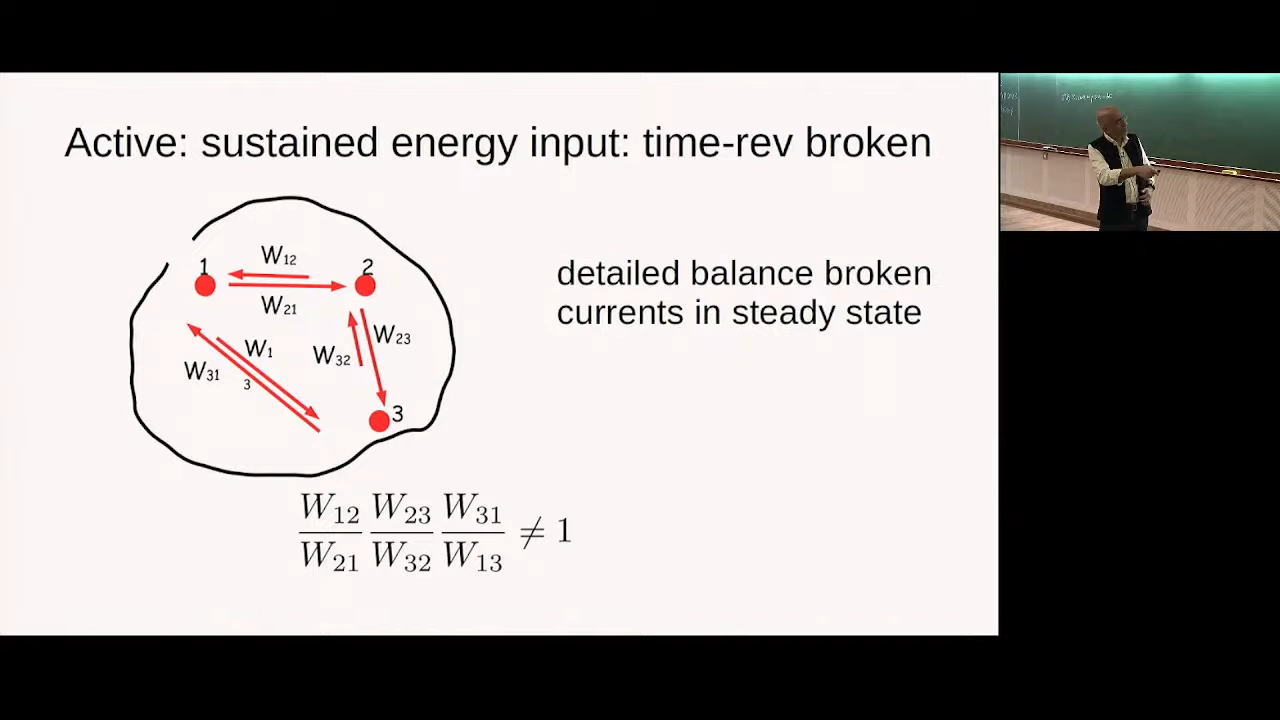 Active: sustained energy input: time-rev broken
1
W12
2
W21
W23
W32
W1
3
W31
3
detailed balance broken
currents in steady state
W12 W23 W31
W21 W32 W13
≠ 1